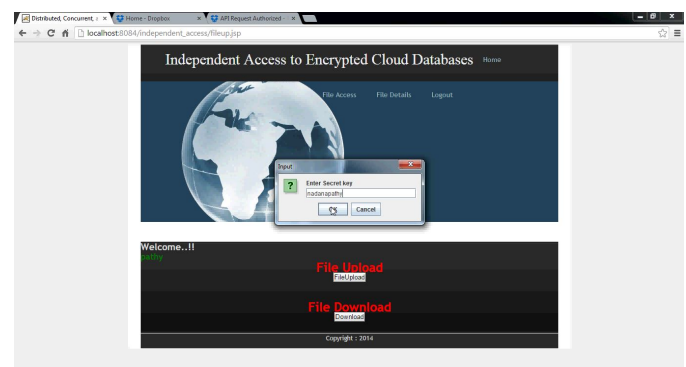 Distributed, Concurrent, a
Home - Dropbox
API Request Authorized -
localhost:8084/independent_access/fileup.jsp
Independent Access to Encrypted Cloud Databases
Home
File Access
File Details
Logout
Input
Enter Secret key
nadanapathy
Cancel
Welcome..!!
pathy
File Upload
FileUpload
File Download
Download
Copyright : 2014